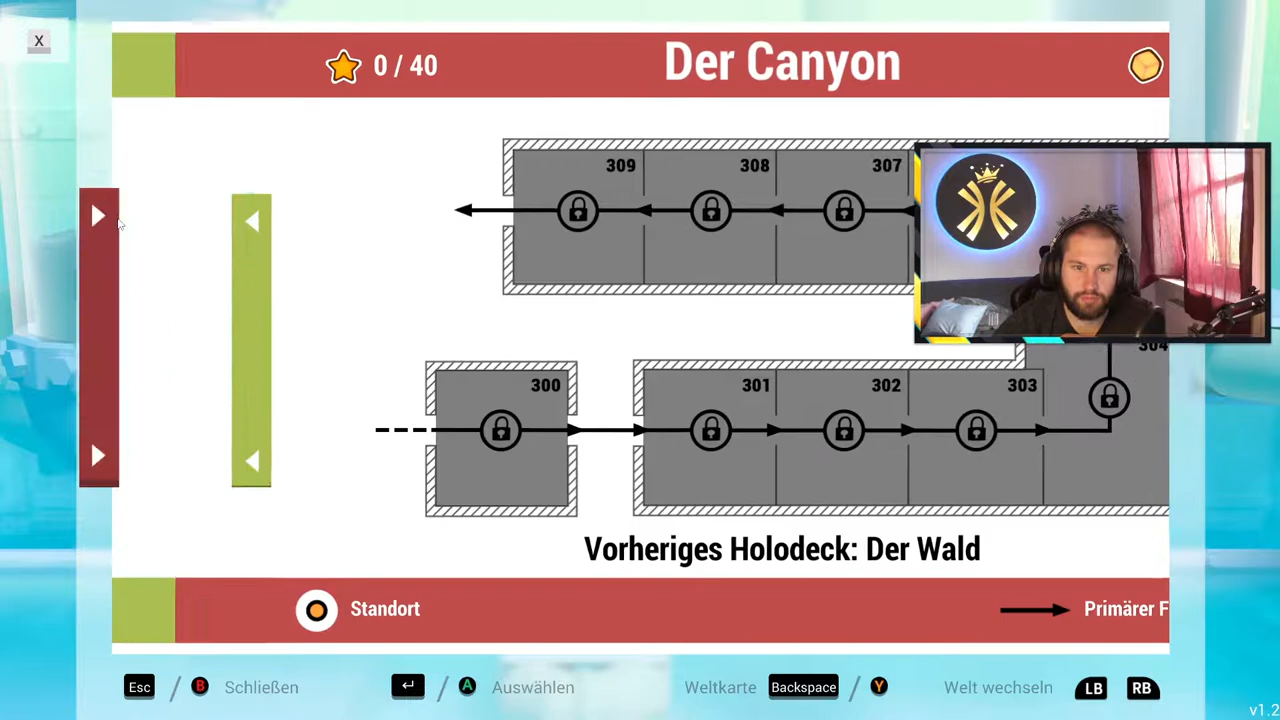 X
0 / 40
Der Canyon
309
308
307
300
301
302
303
304
Vorheriges Holodeck: Der Wald
Standort
Primärer F
Esc / B Schließen
/ A Auswählen
Weltkarte Backspace / Y
Welt wechseln LB RB
v1.2